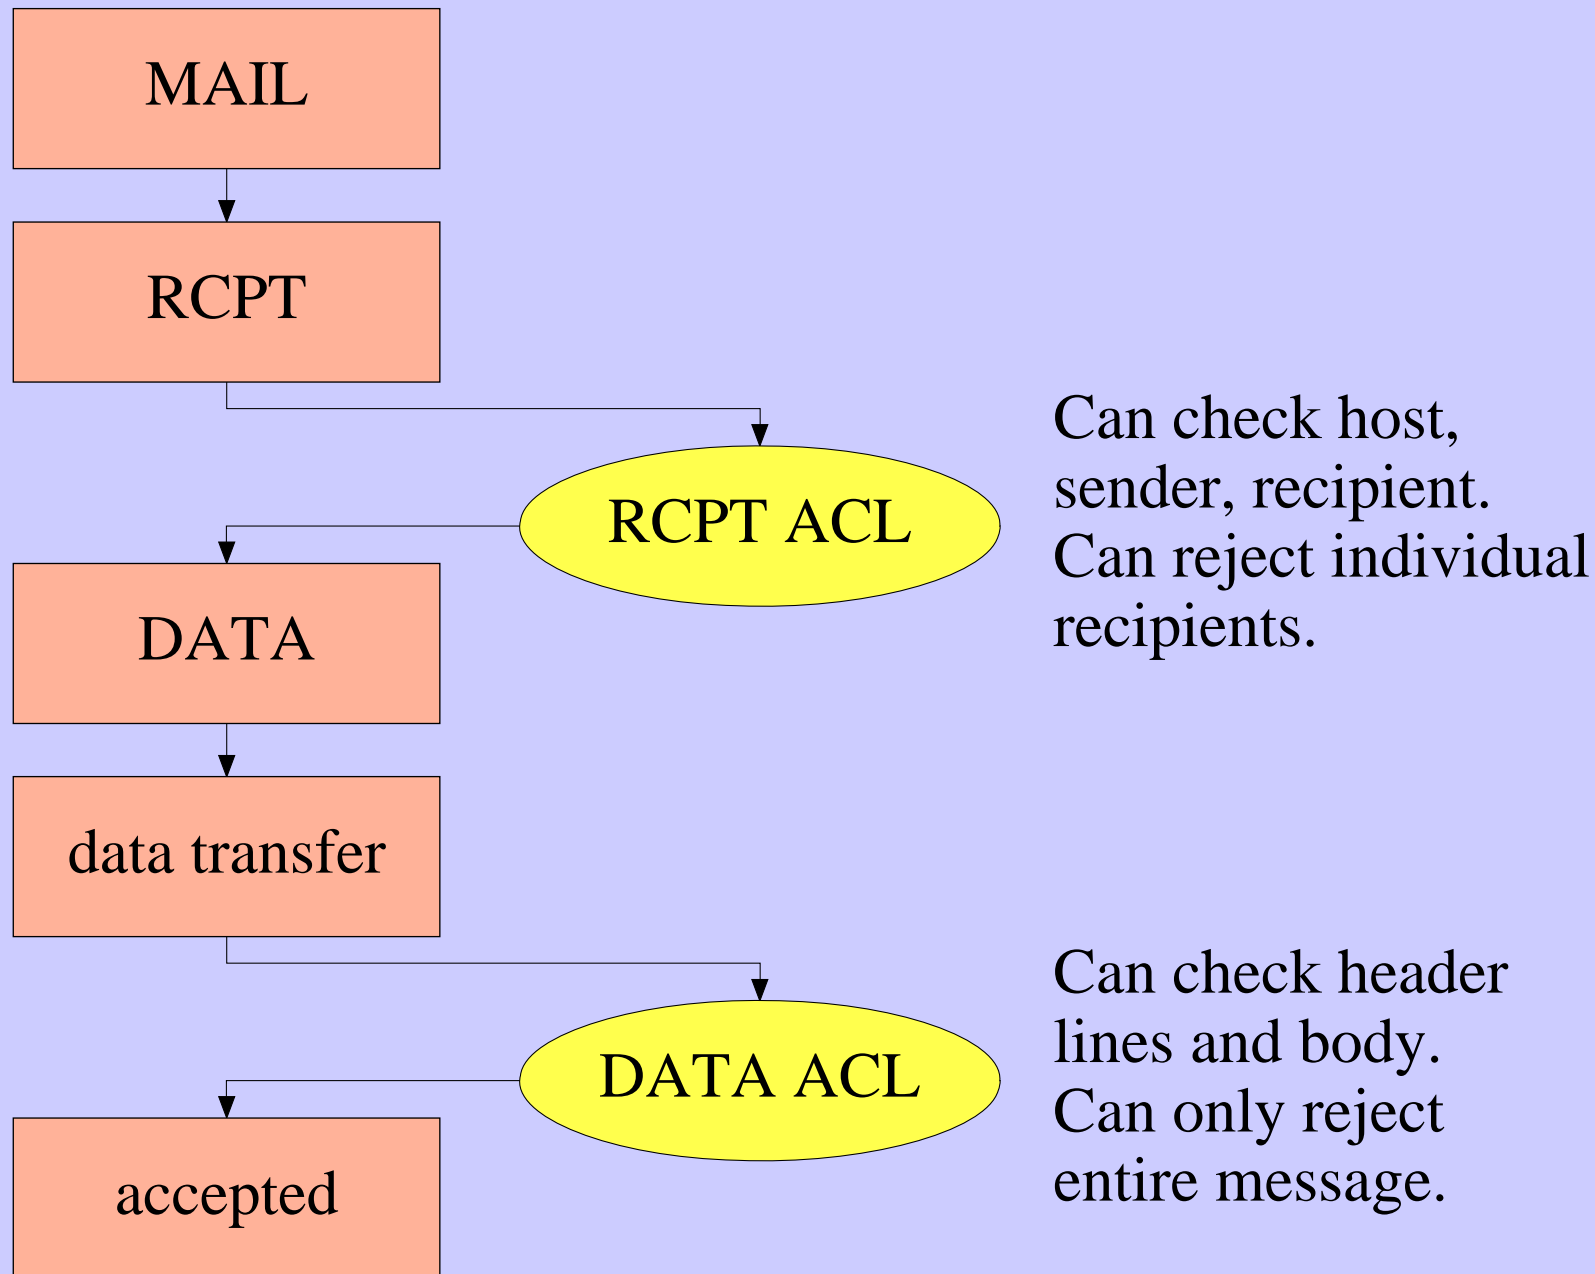 MAIL
RCPT
Can check host,
sender, recipient.
Can reject individual
recipients.
RCPT ACL
DATA
data transfer
Can check header
lines and body.
Can only reject
entire message.
DATA ACL
accepted